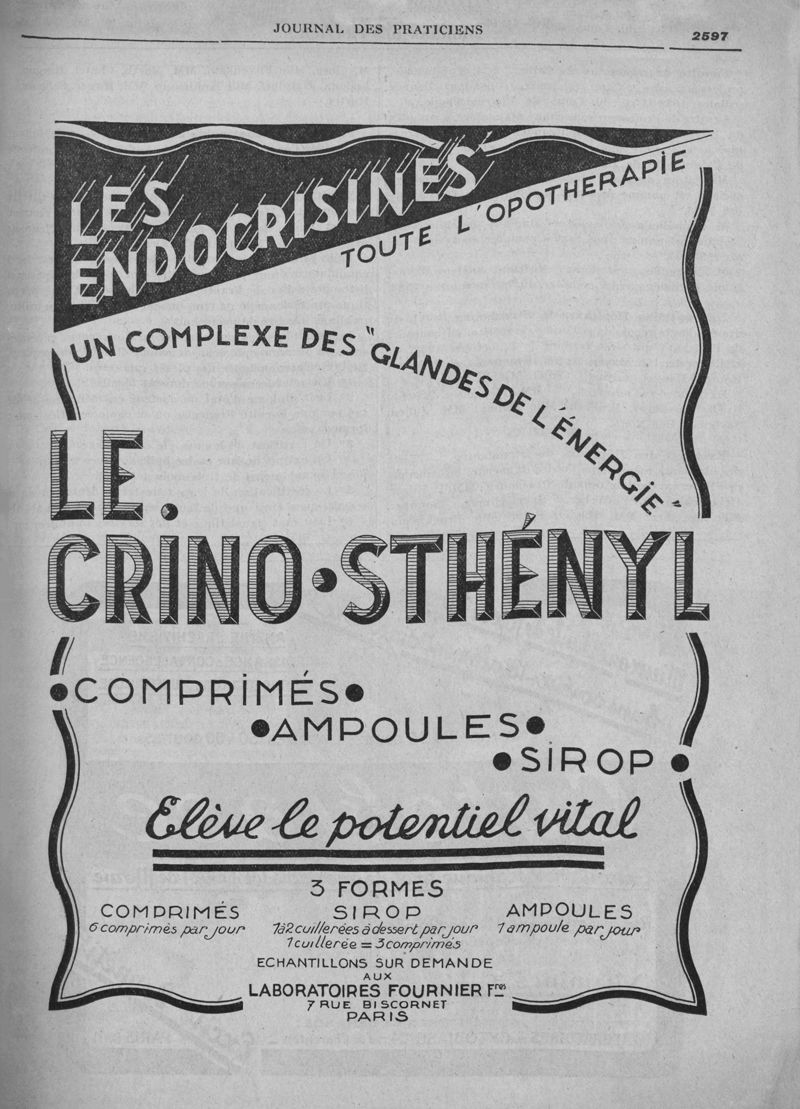 JOURNAL DES PRATICIENS
2597
LES
ENDOCRISINES
TOUTE L'OPOTHERAPIE
UN COMPLEXE DES "GLANDES DE L'ÉNERGIE"
LE
CRINO•STHÉNYL
•COMPRIMÉS•
•AMPOULES•
•SIROP•
Elève le potentiel vital
3 FORMES
COMPRIMÉS
6 comprimés par jour
SIROP
1à2 cuillerées à dessert par jour
1 cuillerée = 3 comprimés
AMPOULES
1 ampoule par jour
ECHANTILLONS SUR DEMANDE
AUX
LABORATOIRES FOURNIER Fres
7 RUE BISCORNET
PARIS